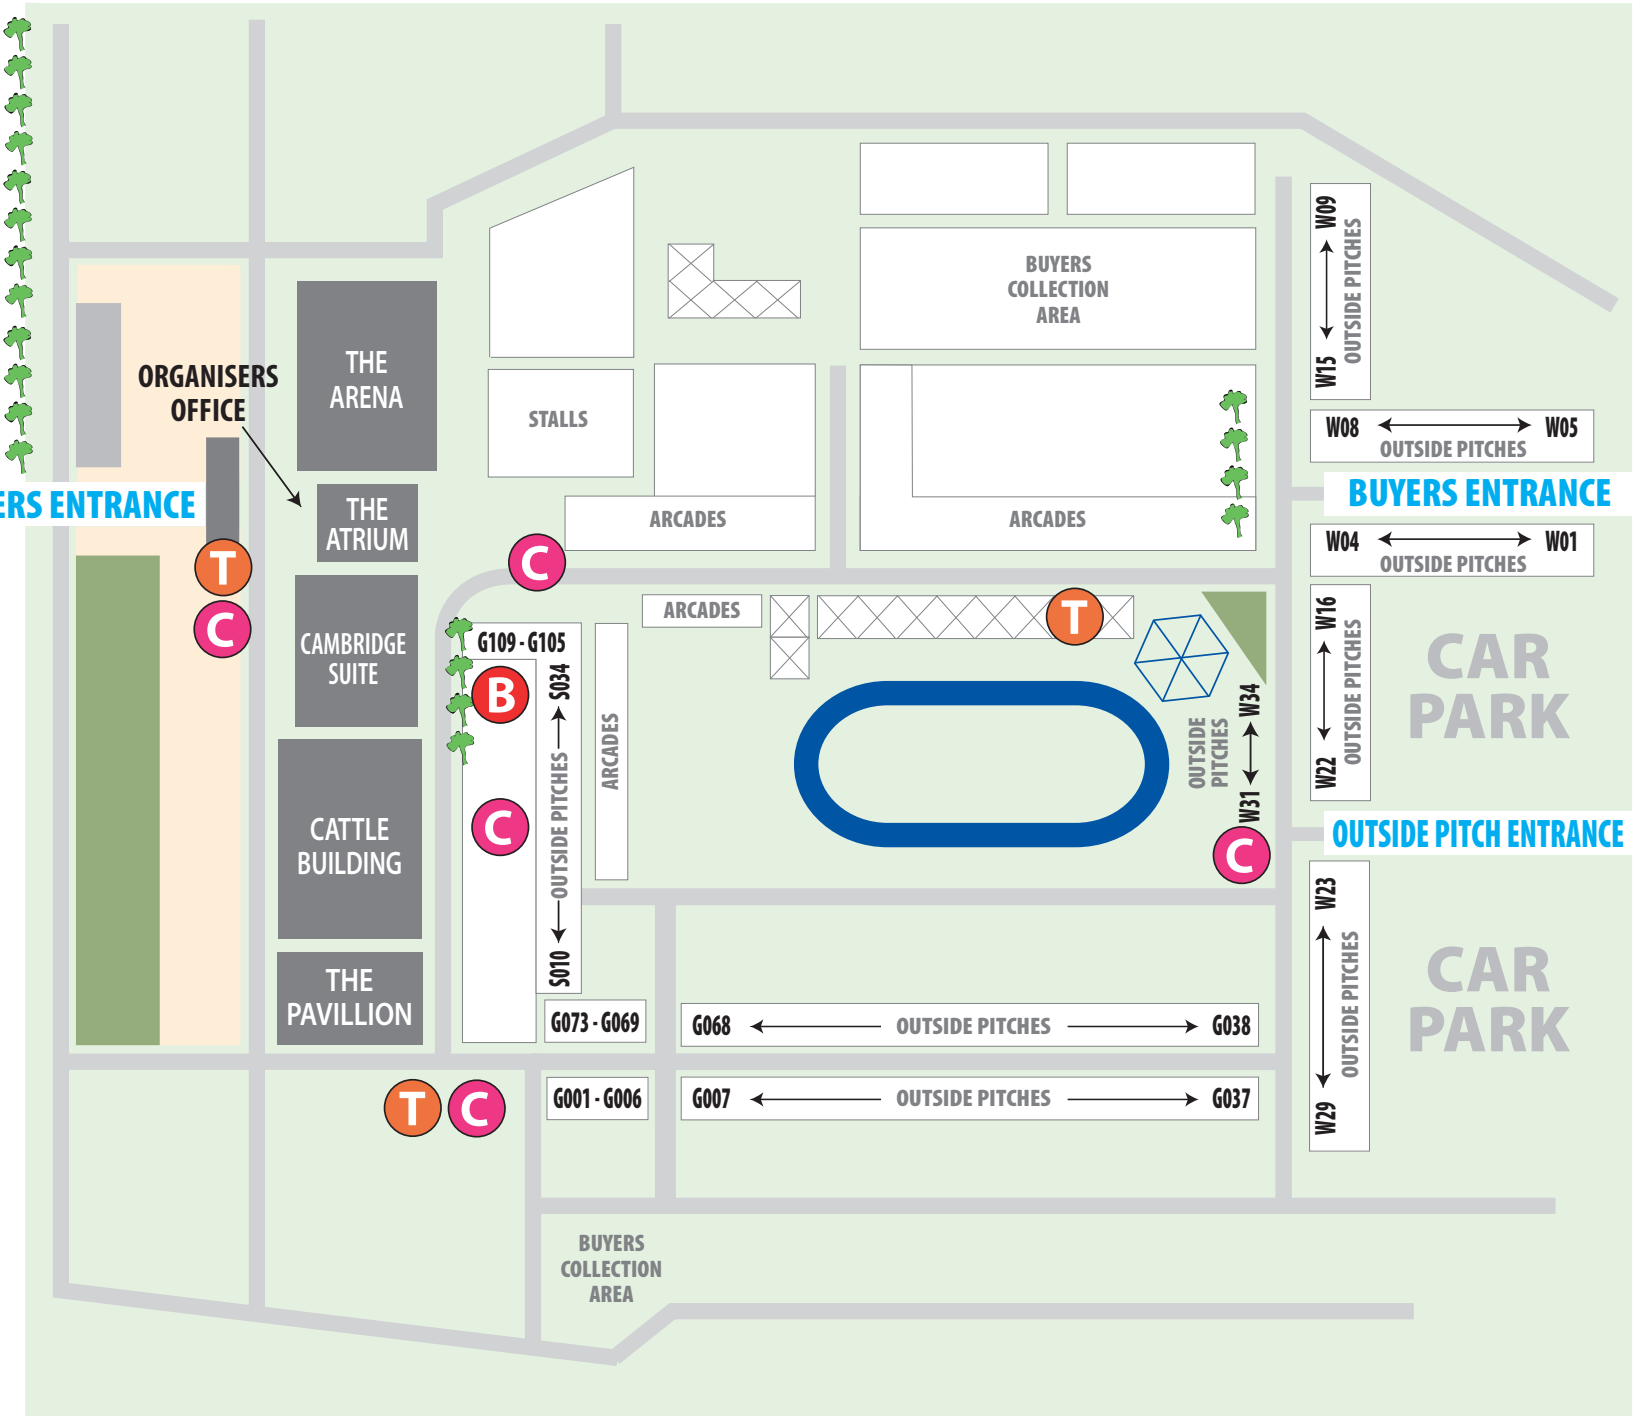 W09
OUTSIDE PITCHES
W15
BUYERS
COLLECTION
AREA
THE
ARENA
ORGANISERS
OFFICE
STALLS
W08
W05
OUTSIDE PITCHES
ERS ENTRANCE
BUYERS ENTRANCE
THE
ATRIUM
ARCADES
ARCADES
W04
W01
OUTSIDE PITCHES
T
C
C
ARCADES
T
CAMBRIDGE
SUITE
G109 - G105
B
S034
OUTSIDE PITCHES
S010
C
ARCADES
W34
OUTSIDE
PITCHES
W31
C
W16
OUTSIDE PITCHES
W22
CAR
PARK
OUTSIDE PITCH ENTRANCE
CATTLE
BUILDING
THE
PAVILLION
W23
OUTSIDE PITCHES
W29
CAR
PARK
G073 - G069
G068
OUTSIDE PITCHES
G038
T
C
G001 - G006
G007
OUTSIDE PITCHES
G037
BUYERS
COLLECTION
AREA